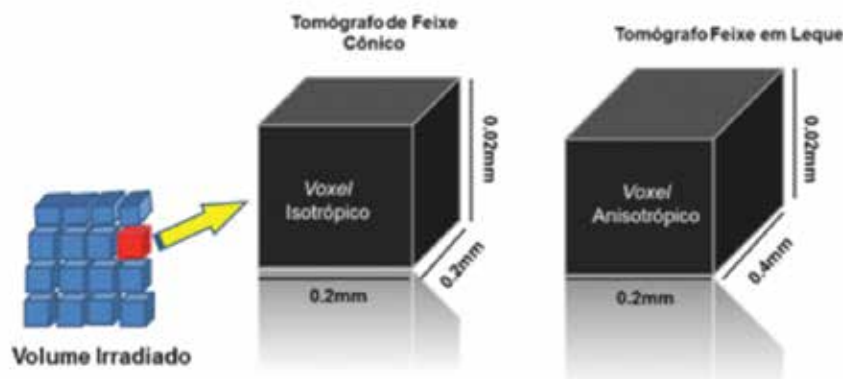 Tomógrafo de Feixe
Cônico
Tomógrafo Feixe em Leque
Voxel
Isotrópico
0.02mm
0.2mm
0.2mm
Voxel
Anisotrópico
0.02mm
0.4mm
0.2mm
Volume Irradiado